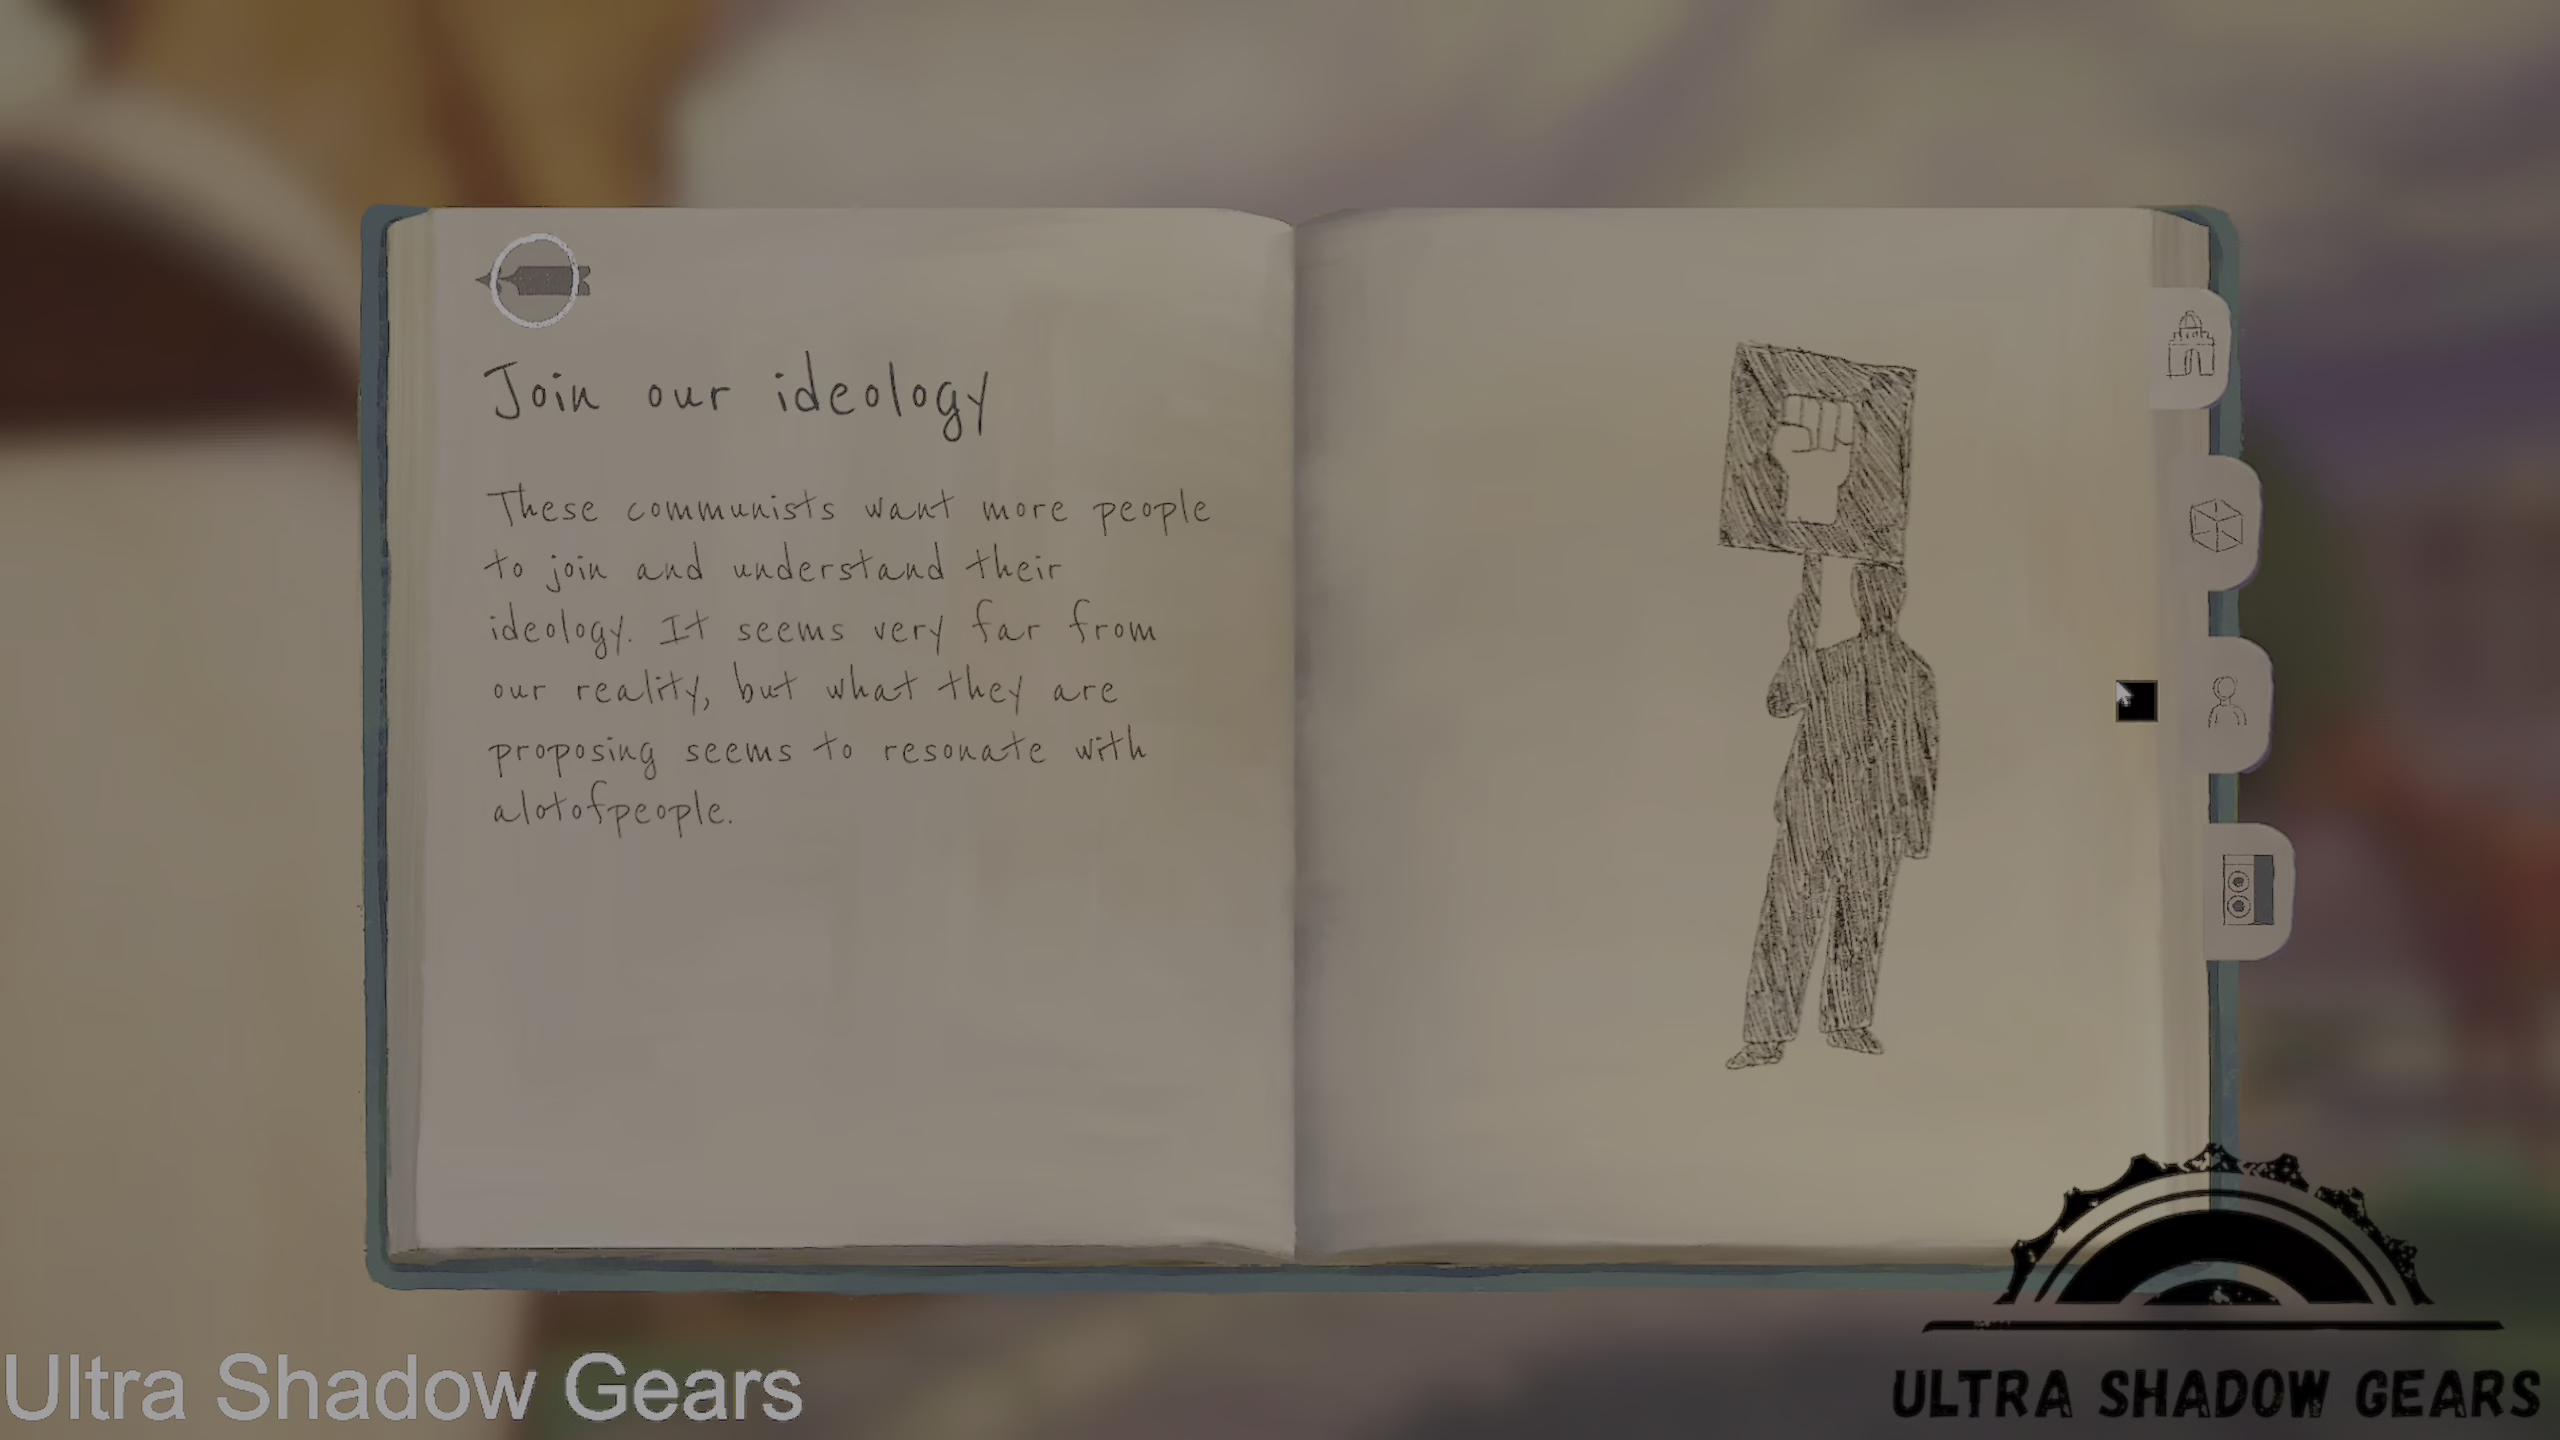 Join our ideology
These communists want more people
to join and understand their
ideology. It seems very far from
our reality, but what they are
proposing seems to resonate with
alotofpeople.
Ultra Shadow Gears
ULTRA SHADOW GEARS